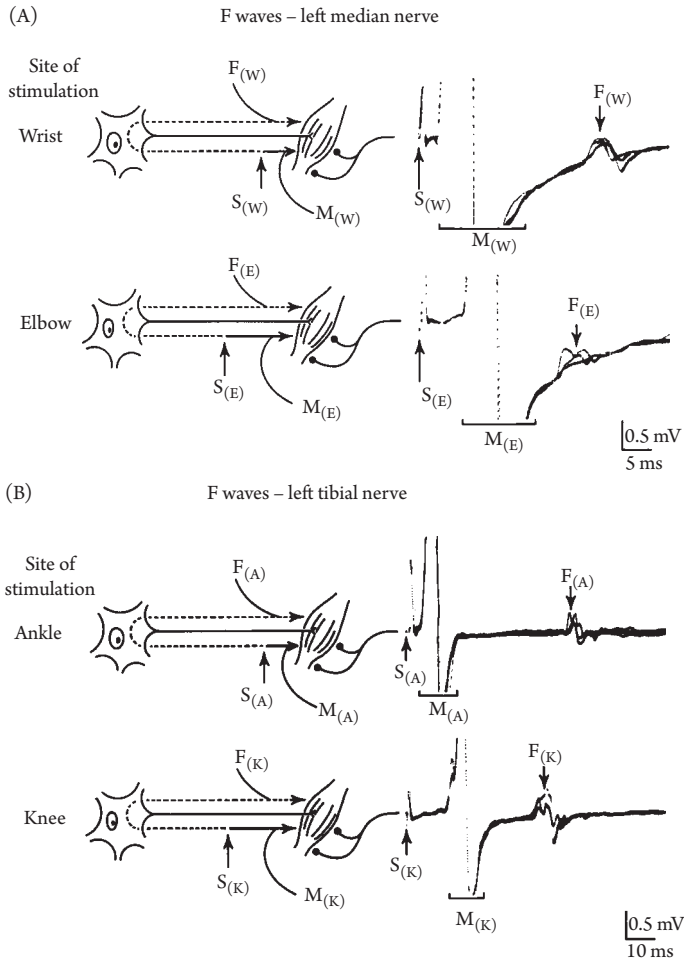 (A)
F waves – left median nerve
Site of
stimulation
Wrist
F(W)
S(W)
M(W)
S(W)
M(W)
F(W)
Elbow
F(E)
S(E)
M(E)
S(E)
M(E)
F(E)
0.5 mV
5 ms
(B)
F waves – left tibial nerve
Site of
stimulation
Ankle
F(A)
S(A)
M(A)
S(A)
M(A)
F(A)
Knee
F(K)
S(K)
M(K)
S(K)
M(K)
F(K)
0.5 mV
10 ms